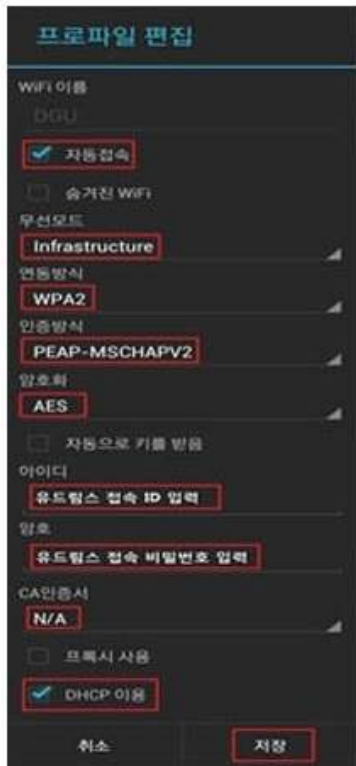 프로파일 편집
WiFi 이름
DGU
자동접속
숨겨진 WiFi
무선모드
Infrastructure
연동방식
WPA2
인증방식
PEAP-MSCHAPV2
암호화
AES
자동으로 키를 받음
아이디
유드림스 접속 ID 입력
암호
유드림스 접속 비밀번호 입력
CA인증서
N/A
프록시 사용
DHCP 이용
취소 저장